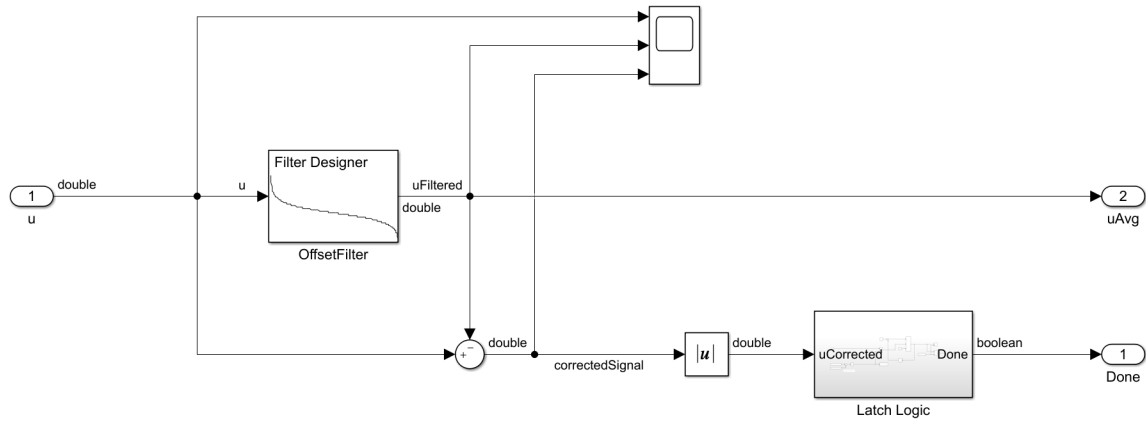 Filter Designer
double
u
uFiltered
double
1
u
OffsetFilter
2
uAvg
double
correctedSignal
|u|
double
uCorrected
Done
boolean
1
Done
Latch Logic